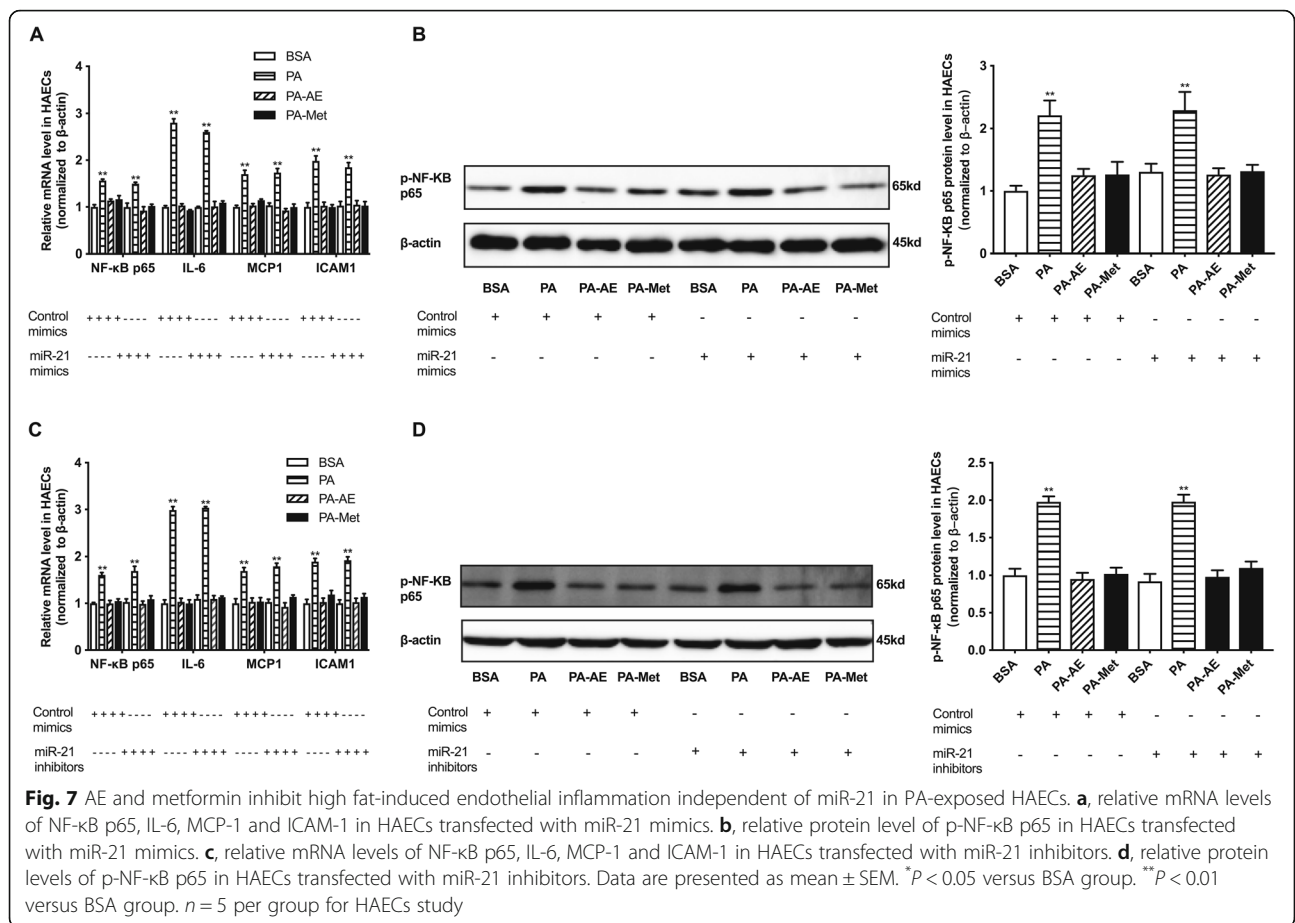 A
Relative mRNA level in HAECs
(normalized to β-actin)
4
3
2
1
0
BSA
PA
PA-AE
PA-Met
** ** ** ** ** ** ** **
NF-κB p65 IL-6 MCP1 ICAM1
Control
mimics
++++ ---- ++++ ---- ++++ ---- ++++ ----
miR-21
mimics
---- ++++ ---- ++++ ---- ++++ ---- ++++
B
p-NF-KB
p65
65kd
β-actin
45kd
BSA PA PA-AE PA-Met BSA PA PA-AE PA-Met
Control
mimics
+ + + + - - - -
miR-21
mimics
- - - - + + + +
p-NF-KB p65 protein level in HAECs
(normalized to β-actin)
3
2
1
0
** **
BSA PA PA-AE PA-Met BSA PA PA-AE PA-Met
Control
mimics
+ + + + - - - -
miR-21
mimics
- - - - + + + +
C
Relative mRNA level in HAECs
(normalized to β-actin)
4
3
2
1
0
BSA
PA
PA-AE
PA-Met
** ** ** ** ** ** ** **
NF-κB p65 IL-6 MCP1 ICAM1
Control
mimics
++++ ---- ++++ ---- ++++ ---- ++++ ----
miR-21
inhibitors
---- ++++ ---- ++++ ---- ++++ ---- ++++
D
p-NF-KB
p65
65kd
β-actin
45kd
BSA PA PA-AE PA-Met BSA PA PA-AE PA-Met
Control
mimics
+ + + + - - - -
miR-21
inhibitors
- - - - + + + +
p-NF-κB p65 protein level in HAECs
(normalized to β-actin)
2.5
2.0
1.5
1.0
0.5
0.0
** **
BSA PA PA-AE PA-Met BSA PA PA-AE PA-Met
Control
mimics
+ + + + - - - -
miR-21
inhibitors
- - - - + + + +
Fig. 7 AE and metformin inhibit high fat-induced endothelial inflammation independent of miR-21 in PA-exposed HAECs. a, relative mRNA levels
of NF-κB p65, IL-6, MCP-1 and ICAM-1 in HAECs transfected with miR-21 mimics. b, relative protein level of p-NF-κB p65 in HAECs transfected
with miR-21 mimics. c, relative mRNA levels of NF-κB p65, IL-6, MCP-1 and ICAM-1 in HAECs transfected with miR-21 inhibitors. d, relative protein
levels of p-NF-κB p65 in HAECs transfected with miR-21 inhibitors. Data are presented as mean ± SEM. *P < 0.05 versus BSA group. **P < 0.01
versus BSA group. n = 5 per group for HAECs study